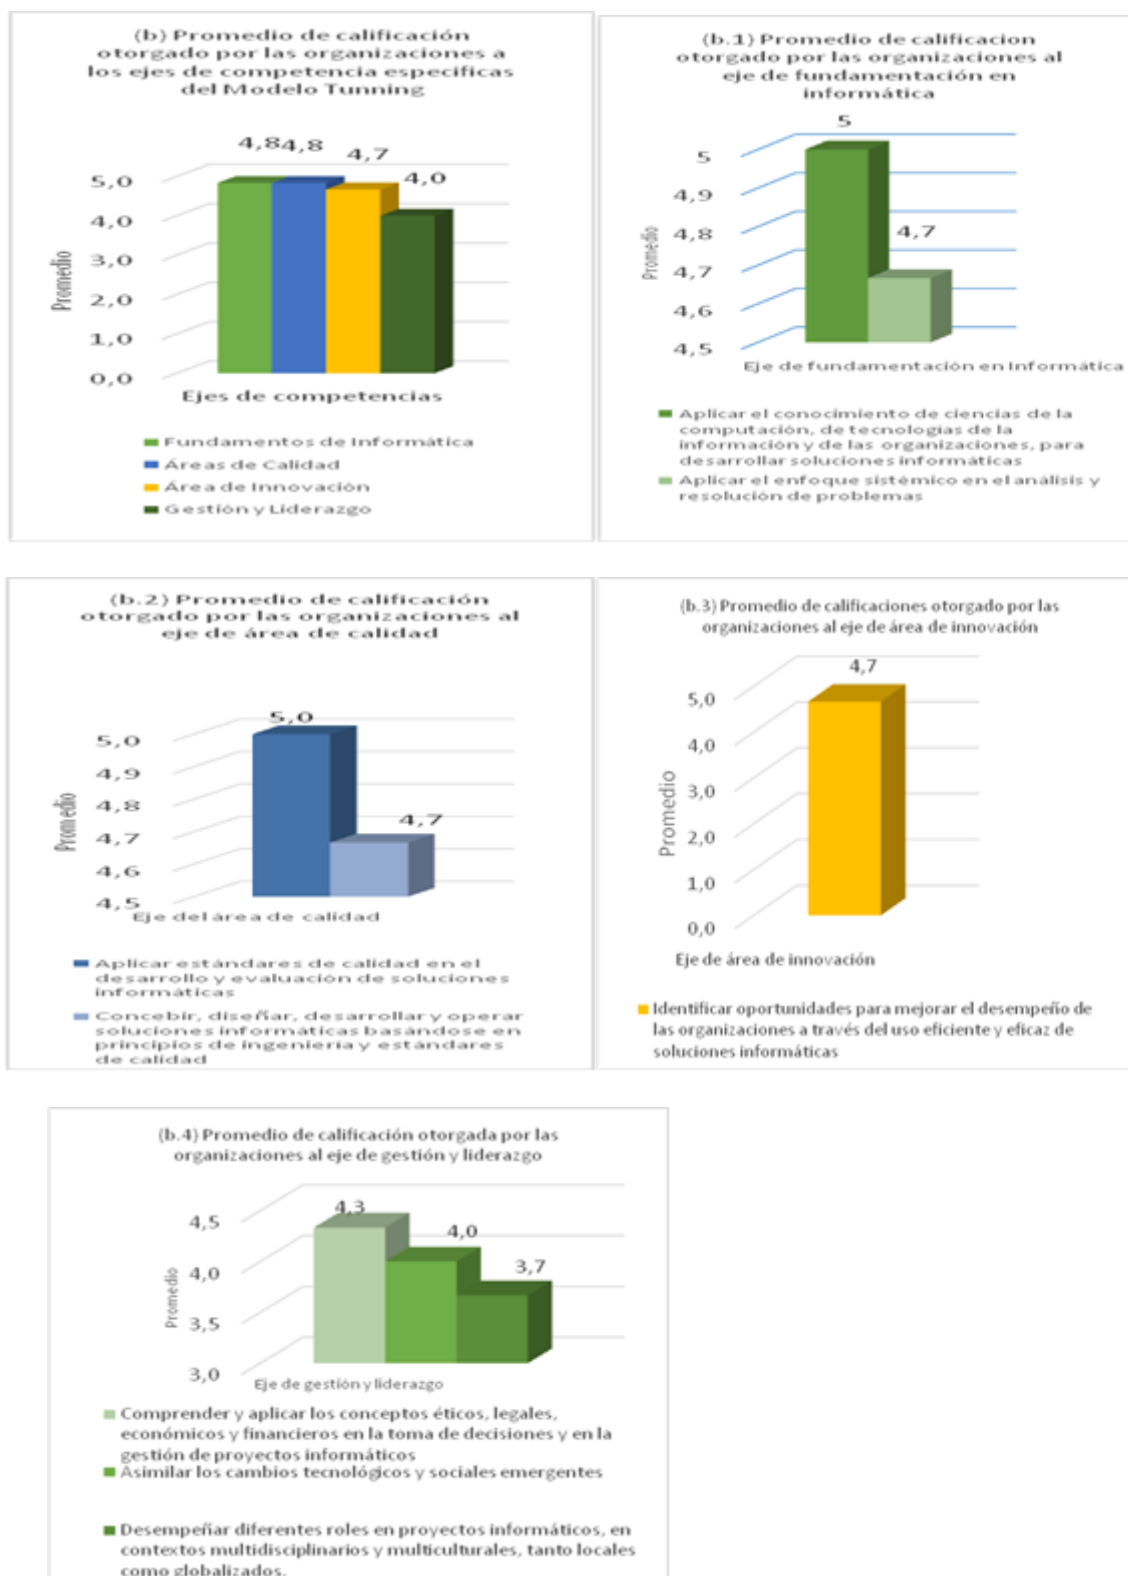 (b) Promedio de calificación
otorgado por las organizaciones a
los ejes de competencia especificas
del Modelo Tunning
4,8 4,8 4,7 4,0
5,0
4,0
3,0
2,0
1,0
0,0
Promedio
Ejes de competencias
Fundamentos de Informática
Áreas de Calidad
Área de Innovación
Gestión y Liderazgo
(b.1) Promedio de calificacion
otorgado por las organizaciones al
eje de fundamentación en
informática
5
4,7
5
4,9
4,8
4,7
4,6
4,5
Promedio
Eje de fundamentación en Informática
Aplicar el conocimiento de ciencias de la
computación, de tecnologías de la
información y de las organizaciones, para
desarrollar soluciones informáticas
Aplicar el enfoque sistémico en el análisis y
resolución de problemas
(b.2) Promedio de calificación
otorgado por las organizaciones al
eje de área de calidad
5,0
4,7
5,0
4,9
4,8
4,7
4,6
4,5
Promedio
Eje del área de calidad
Aplicar estándares de calidad en el
desarrollo y evaluación de soluciones
informáticas
Concebir, diseñar, desarrollar y operar
soluciones informáticas basándose en
principios de ingeniería y estándares
de calidad
(b.3) Promedio de calificaciones otorgado por las
organizaciones al eje de área de innovación
4,7
5,0
4,0
3,0
2,0
1,0
0,0
Promedio
Eje de área de innovación
Identificar oportunidades para mejorar el desempeño de
las organizaciones a través del uso eficiente y eficaz de
soluciones informáticas
(b.4) Promedio de calificación otorgada por las
organizaciones al eje de gestión y liderazgo
4,3
4,0
3,7
4,5
4,0
3,5
3,0
Promedio
Eje de gestión y liderazgo
Comprender y aplicar los conceptos éticos, legales,
económicos y financieros en la toma de decisiones y en la
gestión de proyectos informáticos
Asimilar los cambios tecnológicos y sociales emergentes
Desempeñar diferentes roles en proyectos informáticos, en
contextos multidisciplinarios y multiculturales, tanto locales
como globalizados.